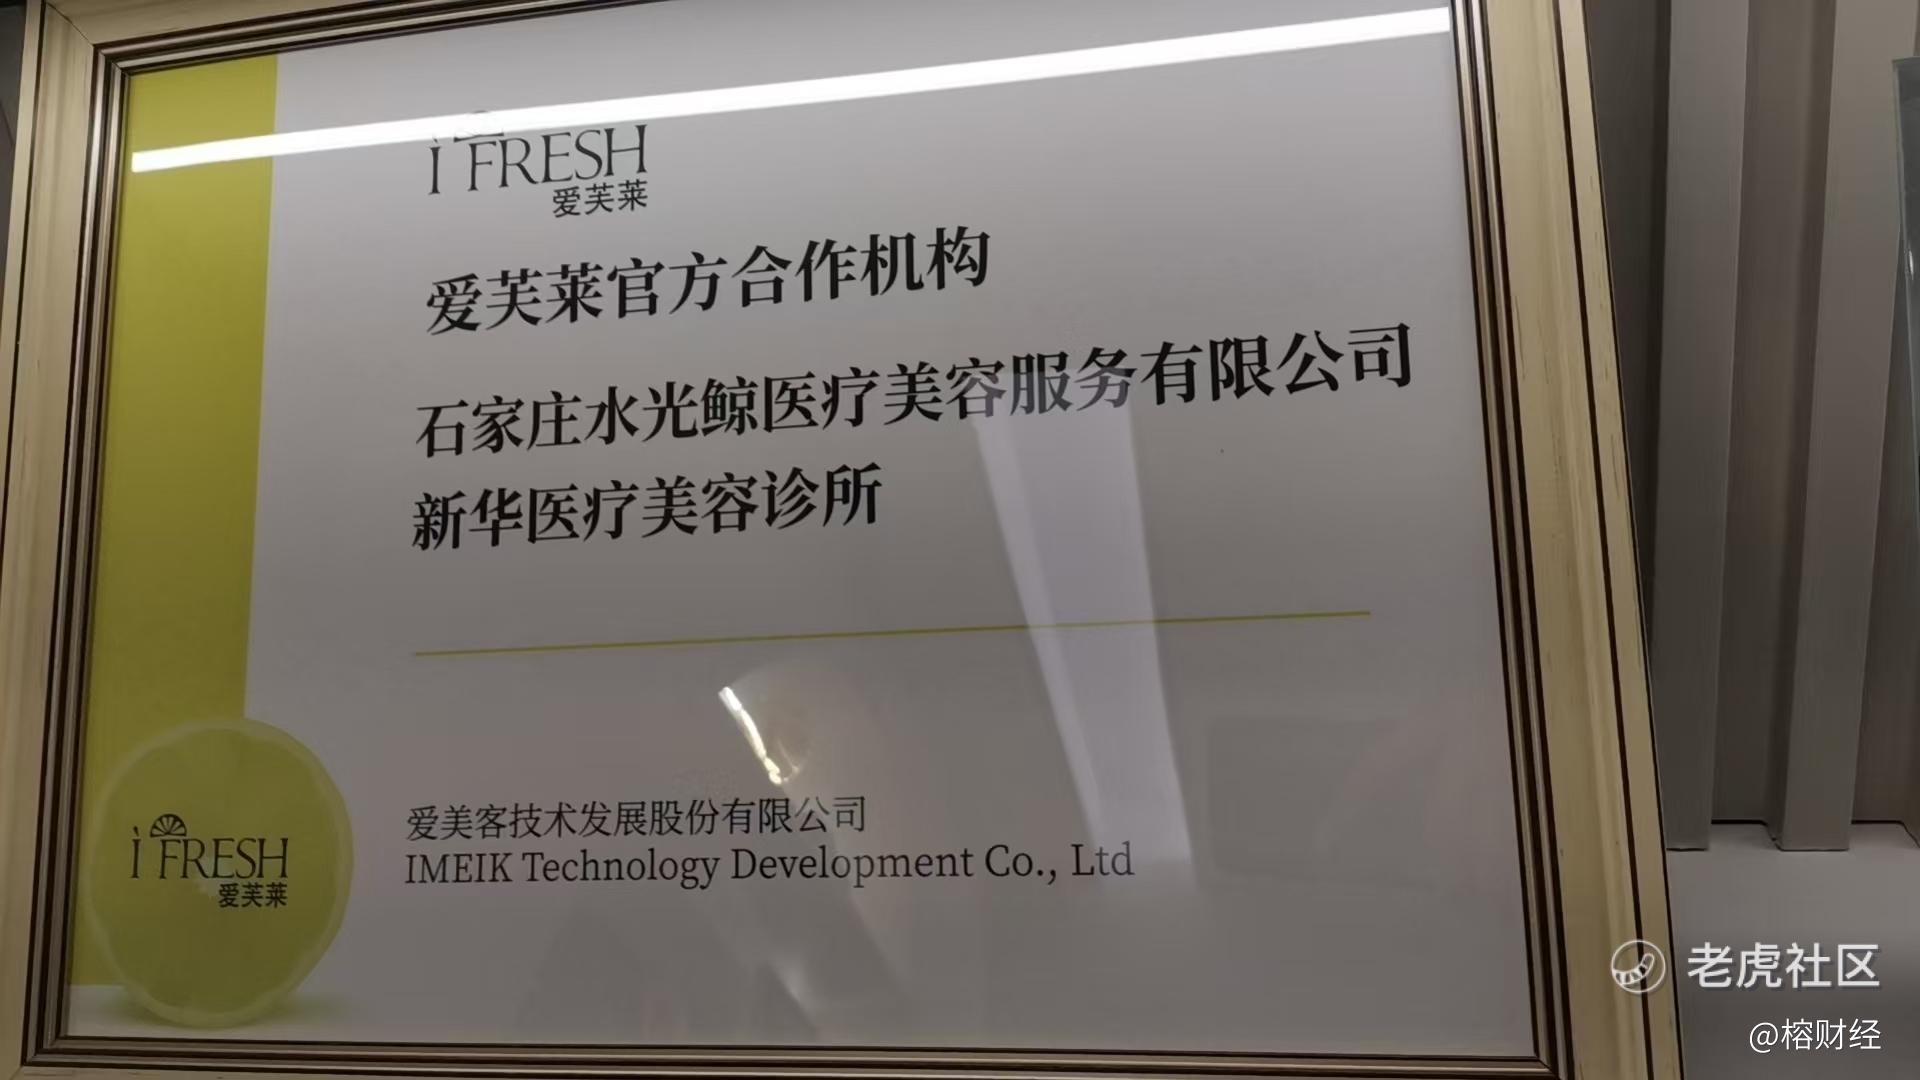 I FRESH
爱芙莱
爱芙莱官方合作机构
石家庄水光鲸医疗美容服务有限公司
新华医疗美容诊所
爱美客技术发展股份有限公司
IMEIK Technology Development Co., Ltd
I FRESH
爱芙莱
老虎社区
@榕财经